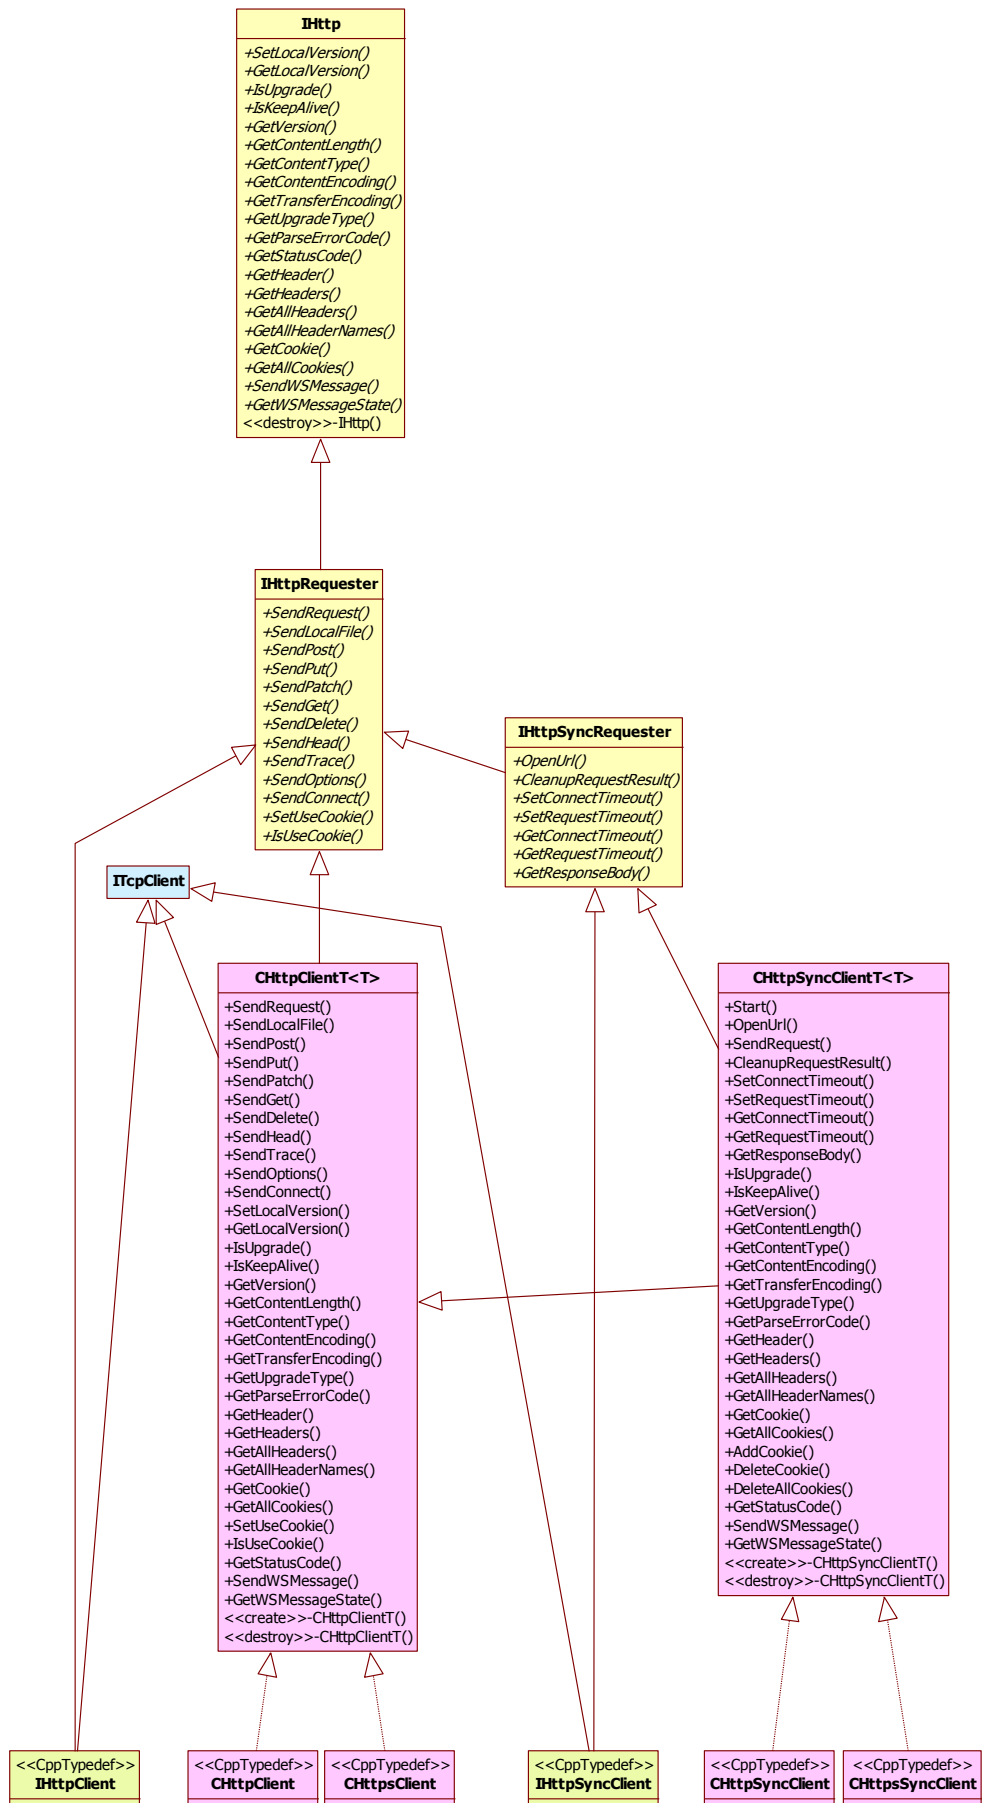 IHttp
+SetLocalVersion()
+GetLocalVersion()
+IsUpgrade()
+IsKeepAlive()
+GetVersion()
+GetContentLength()
+GetContentType()
+GetContentEncoding()
+GetTransferEncoding()
+GetUpgradeType()
+GetParseErrorCode()
+GetStatusCode()
+GetHeader()
+GetHeaders()
+GetAllHeaders()
+GetAllHeaderNames()
+GetCookie()
+GetAllCookies()
+SendWSMessage()
+GetWSMessageState()
<<destroy>>-IHttp()
IHttpRequester
+SendRequest()
+SendLocalFile()
+SendPost()
+SendPut()
+SendPatch()
+SendGet()
+SendDelete()
+SendHead()
+SendTrace()
+SendOptions()
+SendConnect()
+SetUseCookie()
+IsUseCookie()
IHttpSyncRequester
+OpenUrl()
+CleanupRequestResult()
+SetConnectTimeout()
+SetRequestTimeout()
+GetConnectTimeout()
+GetRequestTimeout()
+GetResponseBody()
ITcpClient
CHttpClientT<T>
+SendRequest()
+SendLocalFile()
+SendPost()
+SendPut()
+SendPatch()
+SendGet()
+SendDelete()
+SendHead()
+SendTrace()
+SendOptions()
+SendConnect()
+SetLocalVersion()
+GetLocalVersion()
+IsUpgrade()
+IsKeepAlive()
+GetVersion()
+GetContentLength()
+GetContentType()
+GetContentEncoding()
+GetTransferEncoding()
+GetUpgradeType()
+GetParseErrorCode()
+GetHeader()
+GetHeaders()
+GetAllHeaders()
+GetAllHeaderNames()
+GetCookie()
+GetAllCookies()
+SetUseCookie()
+IsUseCookie()
+GetStatusCode()
+SendWSMessage()
+GetWSMessageState()
<<create>>-CHttpClientT()
<<destroy>>-CHttpClientT()
CHttpSyncClientT<T>
+Start()
+OpenUrl()
+SendRequest()
+CleanupRequestResult()
+SetConnectTimeout()
+SetRequestTimeout()
+GetConnectTimeout()
+GetRequestTimeout()
+GetResponseBody()
+IsUpgrade()
+IsKeepAlive()
+GetVersion()
+GetContentLength()
+GetContentType()
+GetContentEncoding()
+GetTransferEncoding()
+GetUpgradeType()
+GetParseErrorCode()
+GetHeader()
+GetHeaders()
+GetAllHeaders()
+GetAllHeaderNames()
+GetCookie()
+GetAllCookies()
+AddCookie()
+DeleteCookie()
+DeleteAllCookies()
+GetStatusCode()
+SendWSMessage()
+GetWSMessageState()
<<create>>-CHttpSyncClientT()
<<destroy>>-CHttpSyncClientT()
<<CppTypedef>>
IHttpClient
<<CppTypedef>>
CHttpClient
<<CppTypedef>>
CHttpsClient
<<CppTypedef>>
IHttpSyncClient
<<CppTypedef>>
CHttpSyncClient
<<CppTypedef>>
CHttpsSyncClient